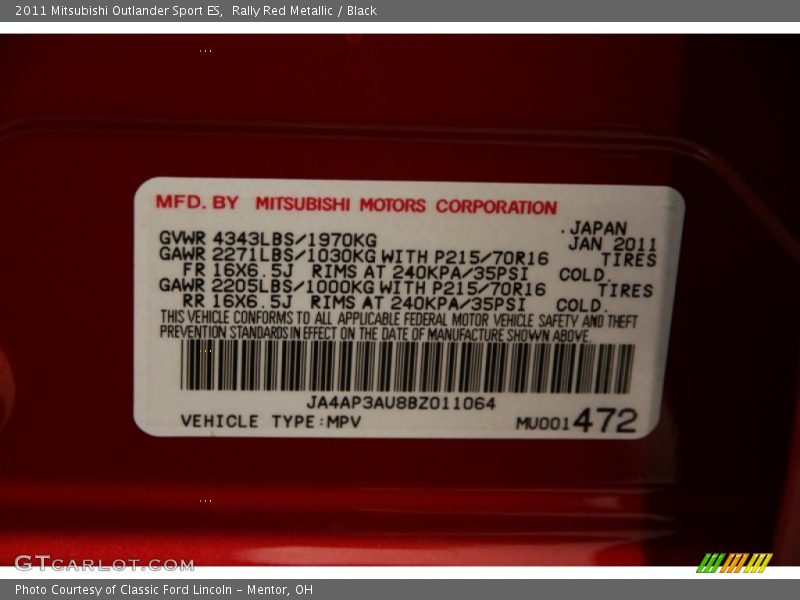 2011 Mitsubishi Outlander Sport ES,  Rally Red Metallic / Black
MFD. BY MITSUBISHI MOTORS CORPORATION
.JAPAN
GVWR 4343LBS/1970KG JAN 2011
GAWR 2271LBS/1030KG WITH P215/70R16 TIRES
FR 16X6.5J RIMS AT 240KPA/35PSI COLD.
GAWR 2205LBS/1000KG WITH P215/70R16 TIRES
RR 16X6.5J RIMS AT 240KPA/35PSI COLD.
THIS VEHICLE CONFORMS TO ALL APPLICABLE FEDERAL MOTOR VEHICLE SAFETY AND THEFT
PREVENTION STANDARDS IN EFFECT ON THE DATE OF MANUFACTURE SHOWN ABOVE.
JA4AP3AU8BZ011064
VEHICLE TYPE:MPV MU001472
GTCARLOT.COM
Photo Courtesy of Classic Ford Lincoln - Mentor, OH